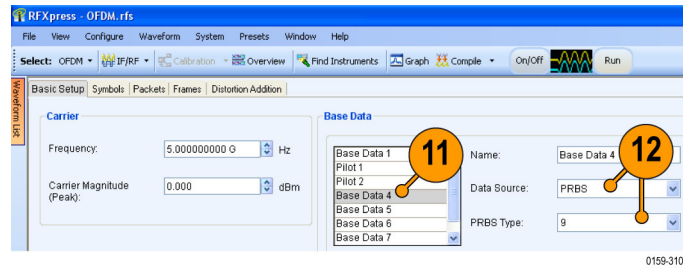 RFXpress - OFDM.rfs
File View Configure Waveform System Presets Window Help
Select: OFDM IF/RF Calibration Overview Find Instruments Graph Compile On/Off Run
Waveform List
Basic Setup Symbols Packets Frames Distortion Addition
Carrier
Frequency: 5.000000000 G Hz
Carrier Magnitude (Peak): 0.000 dBm
Base Data
Base Data 1
Pilot 1
Pilot 2
Base Data 4
Base Data 5
Base Data 6
Base Data 7
11
Name: Base Data 4
12
Data Source: PRBS
PRBS Type: 9
0159-310